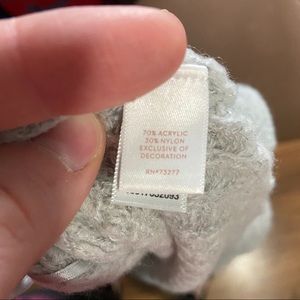 70% ACRYLIC
30% NYLON
EXCLUSIVE OF
DECORATION
RN#73277